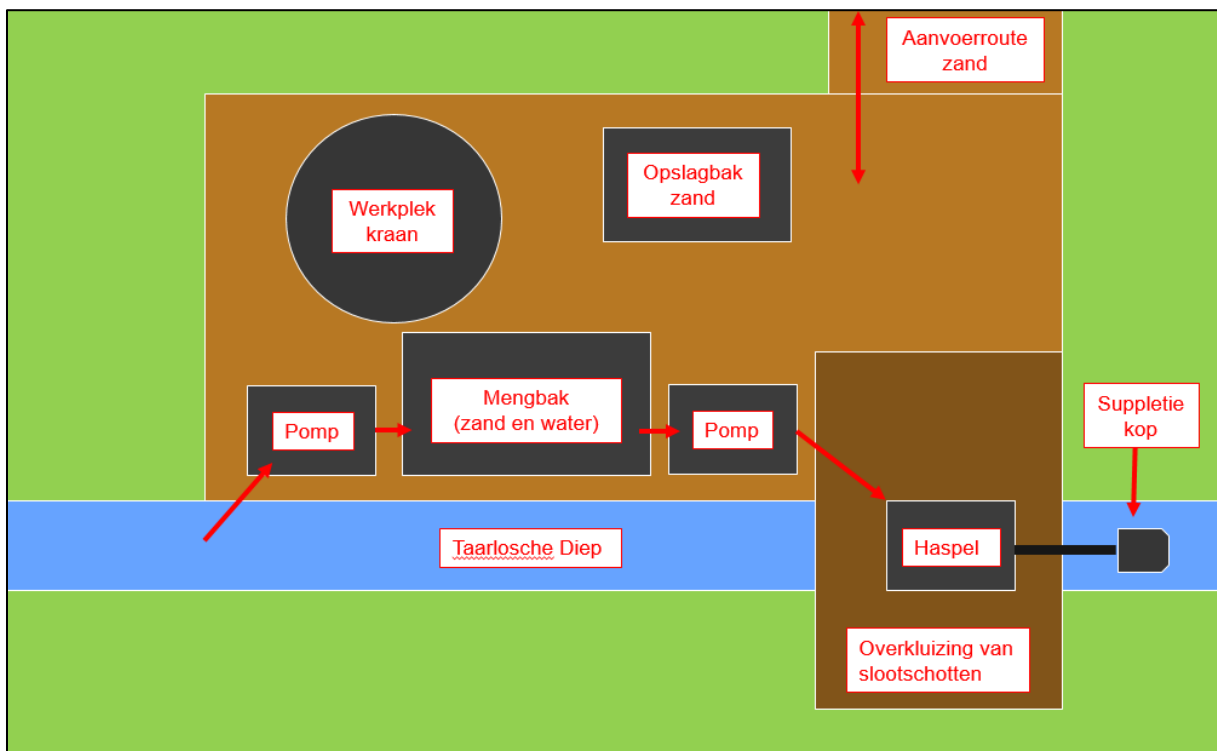 Aanvoerroute
zand
Opslagbak
zand
Werkplek
kraan
Mengbak
(zand en water)
Pomp
Pomp
Suppletie
kop
Taarlosche Diep
Haspel
Overkluizing van
slootschotten